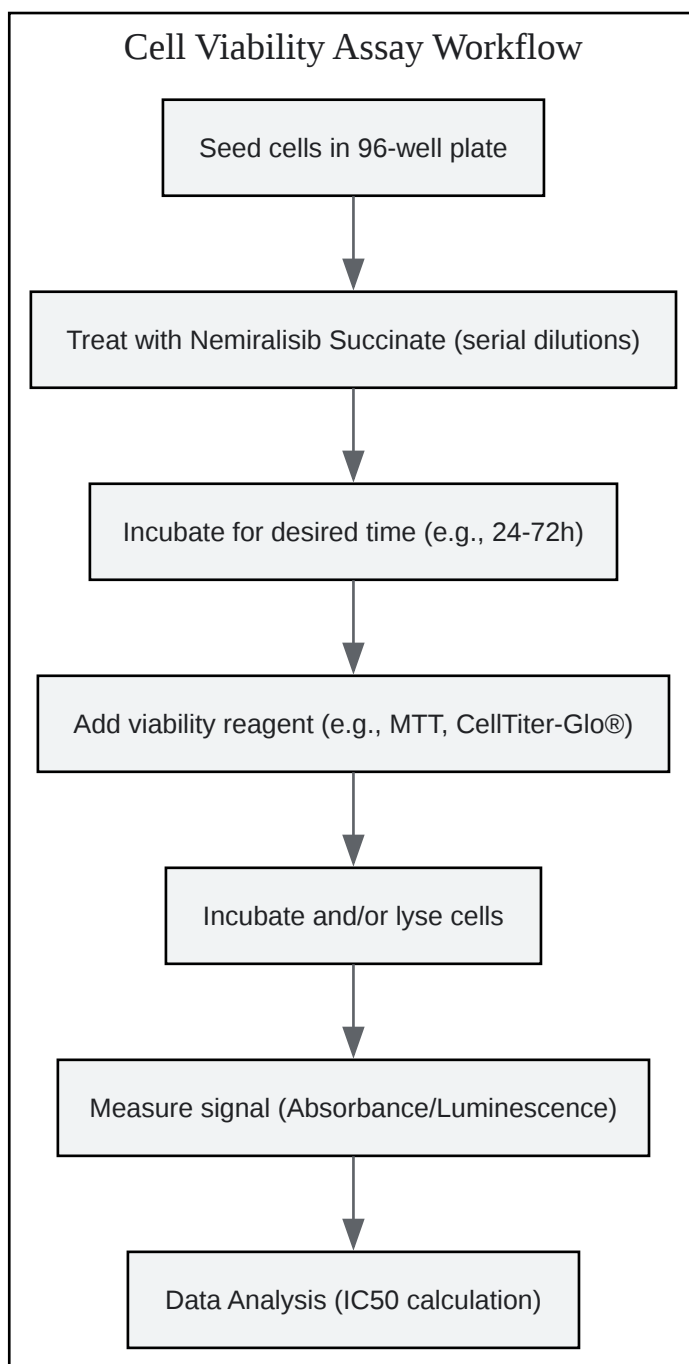 Cell Viability Assay Workflow
Seed cells in 96-well plate
Treat with Nemiralisib Succinate (serial dilutions)
Incubate for desired time (e.g., 24-72h)
Add viability reagent (e.g., MTT, CellTiter-Glo®)
Incubate and/or lyse cells
Measure signal (Absorbance/Luminescence)
Data Analysis (IC50 calculation)